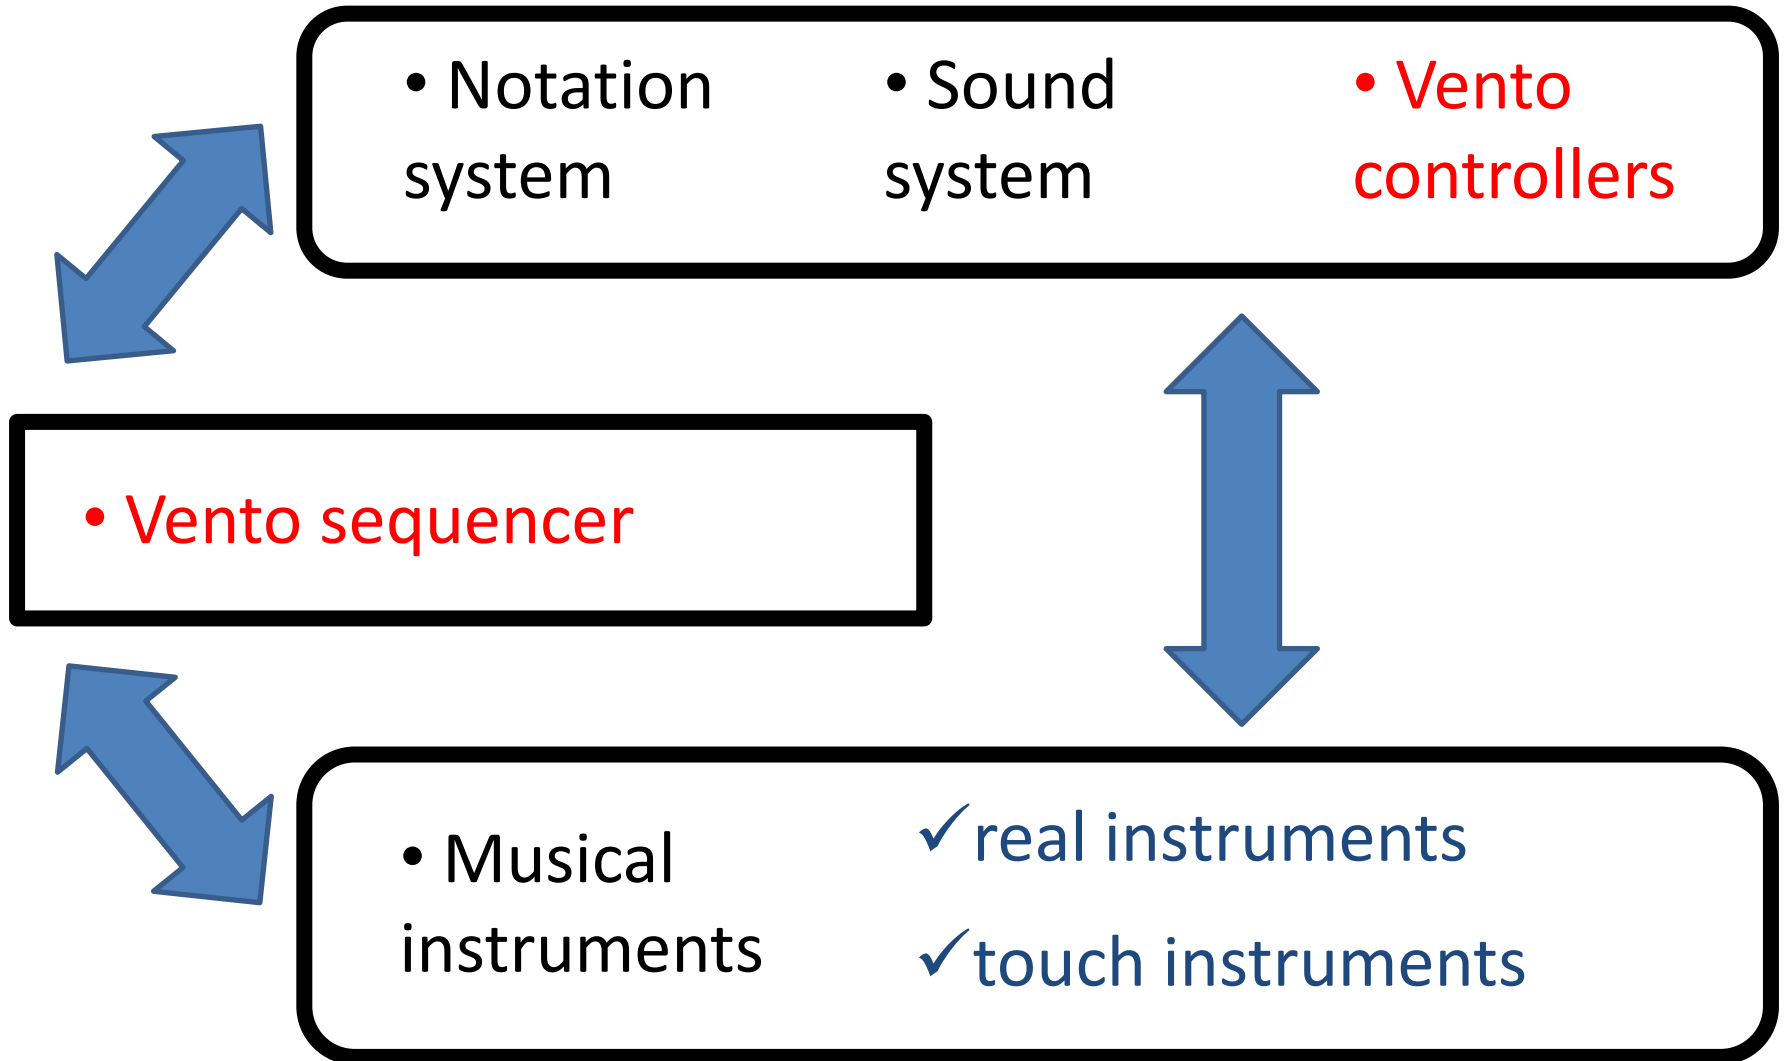 • Notation
system
• Sound
system
• Vento
controllers
• Vento sequencer
• Musical
instruments
✓real instruments
✓touch instruments